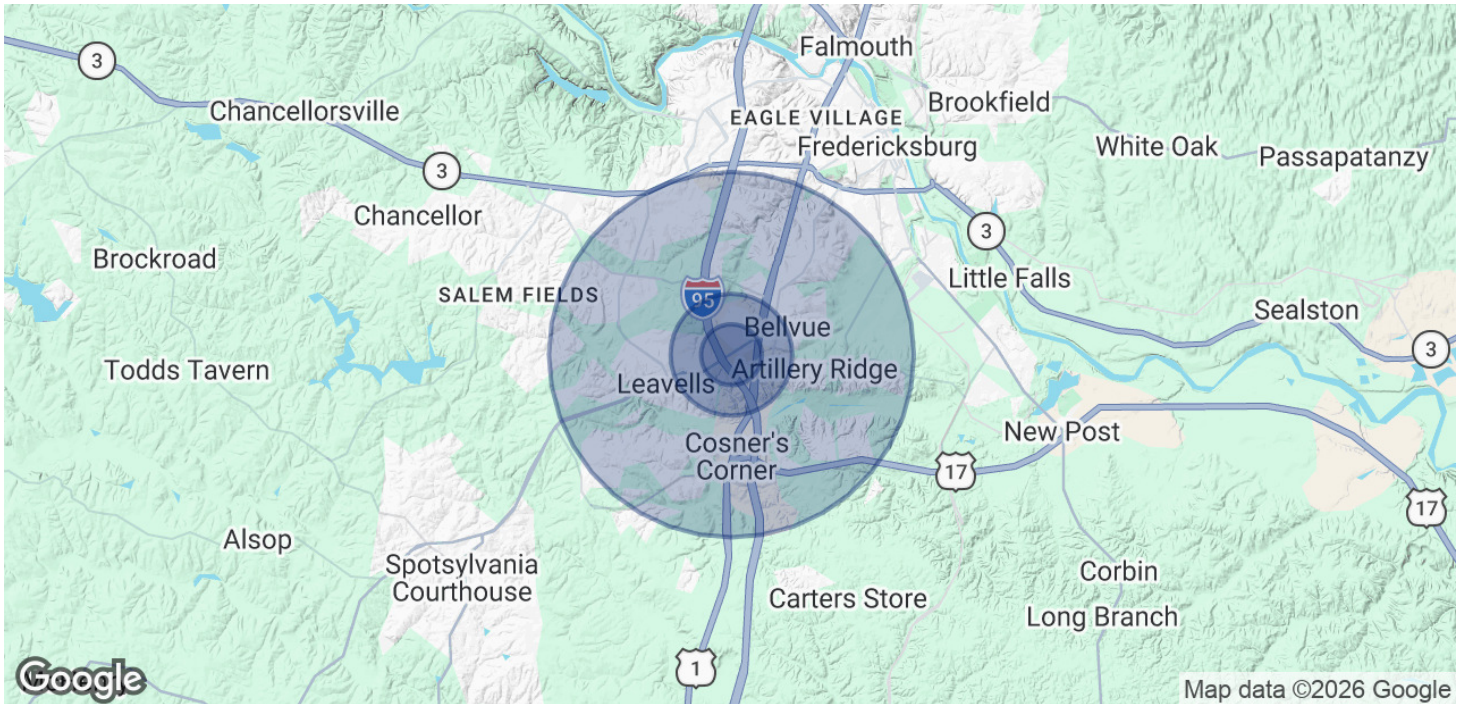 Falmouth
3
Chancellorsville
Brookfield
EAGLE VILLAGE
Fredericksburg
White Oak
Passapatanzy
3
Chancellor
3
Brockroad
Little Falls
SALEM FIELDS
95
Sealston
Bellvue
3
Todds Tavern
Artillery Ridge
Leavells
New Post
Cosner's
Corner
17
17
Alsop
Spotsylvania
Courthouse
Corbin
Carters Store
Long Branch
1
Google
Map data ©2026 Google